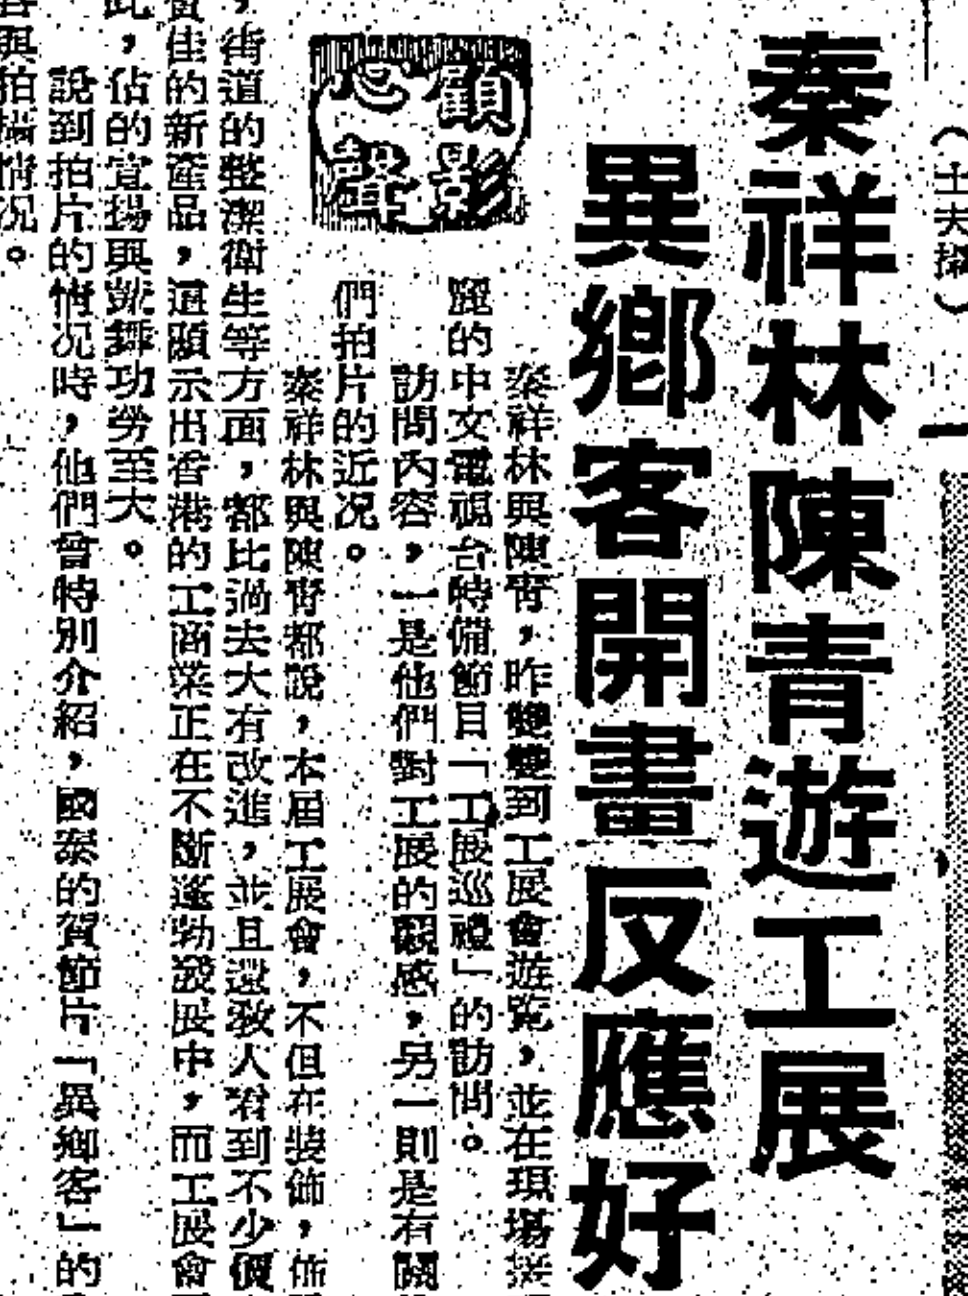 （士夫攝）
秦祥林陳青遊工展
異鄉客開畫反應好
顧影
聲
秦祥林與陳青，昨雙雙到工展會遊覽，並在現場接
麗的中文電視台特備節目「工展巡禮」的訪問。
訪問內容，一是他們對工展的觀感，另一則是有關
們拍片的近況。
秦祥林與陳青都說，本屆工展會，不但在裝飾，佈
，街道的整潔衛生等方面，都比過去大有改進，並且還敎人看到不少價
佳的新產品，這顯示出香港的工商業正在不斷蓬勃發展中，而工展會
此，佔的宣揚與鼓舞功勞至大。
說到拍片的情況時，他們曾特別介紹，國泰的賀節片「異鄉客」的
容與拍攝情況。